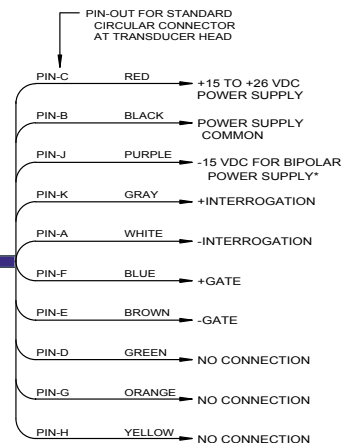 PIN-OUT FOR STANDARD
CIRCULAR CONNECTOR
AT TRANSDUCER HEAD
PIN-C RED +15 TO +26 VDC
POWER SUPPLY
PIN-B BLACK POWER SUPPLY
COMMON
PIN-J PURPLE -15 VDC FOR BIPOLAR
POWER SUPPLY*
PIN-K GRAY +INTERROGATION
PIN-A WHITE -INTERROGATION
PIN-F BLUE +GATE
PIN-E BROWN -GATE
PIN-D GREEN NO CONNECTION
PIN-G ORANGE NO CONNECTION
PIN-H YELLOW NO CONNECTION